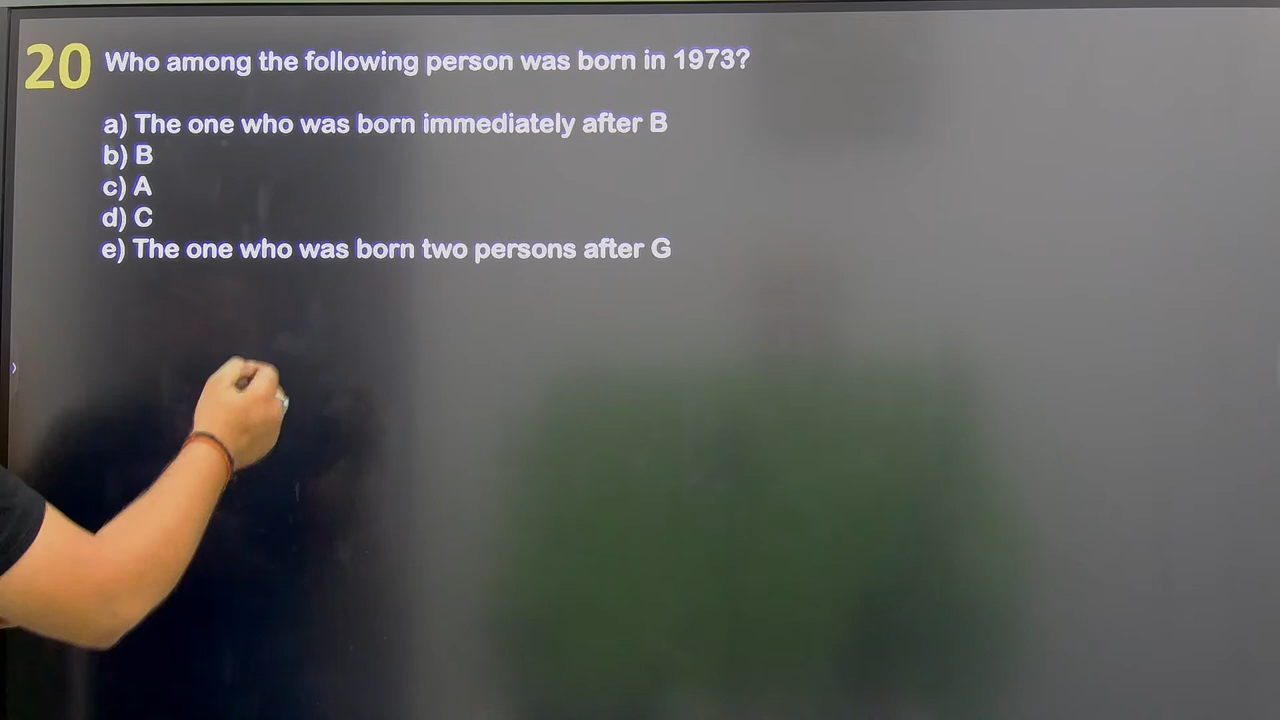 20 Who among the following person was born in 1973?
a) The one who was born immediately after B
b) B
c) A
d) C
e) The one who was born two persons after G